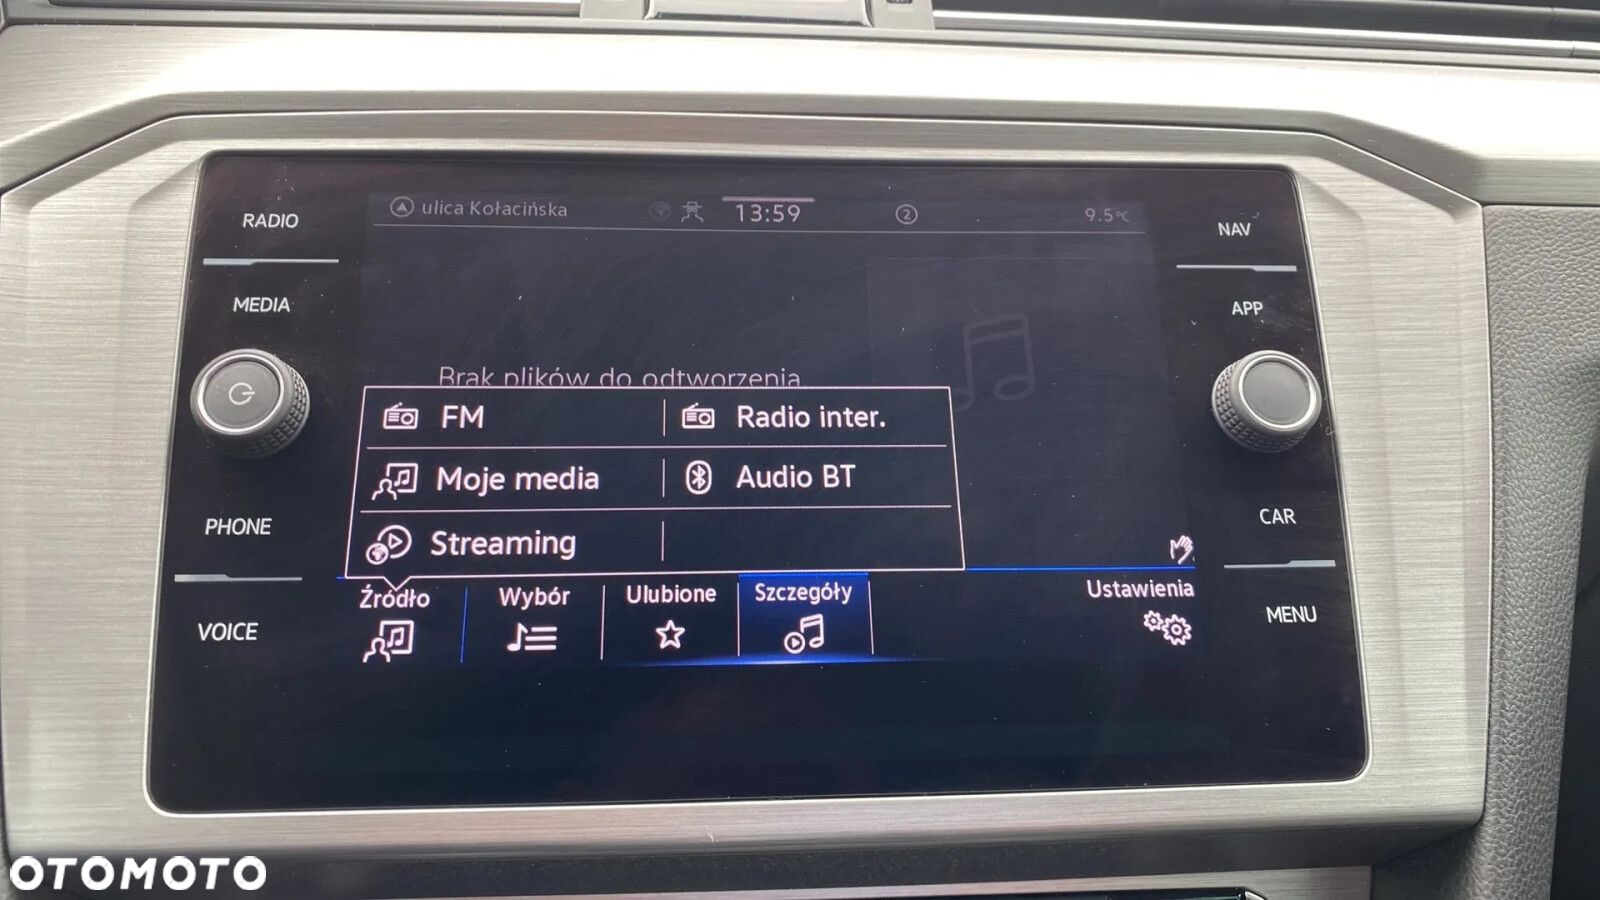 RADIO
MEDIA
PHONE
VOICE
ulica Kołacińska
13:59
2
9.5°C
Brak plików do odtworzenia.
FM
Radio inter.
Moje media
Audio BT
Streaming
Źródło
Wybór
Ulubione
Szczegóły
Ustawienia
NAV
APP
CAR
MENU
OTOMOTO